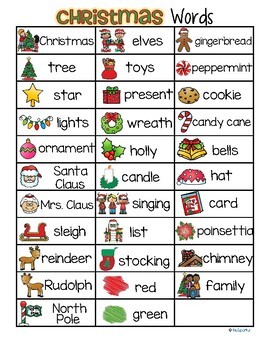 CHRISTMAS Words
Christmas elves gingerbread
tree toys peppermint
star present cookie
lights wreath candy cane
ornament holly bells
Santa Claus candle hat
Mrs. Claus singing card
sleigh list poinsettia
reindeer stocking chimney
Rudolph red family
North Pole green